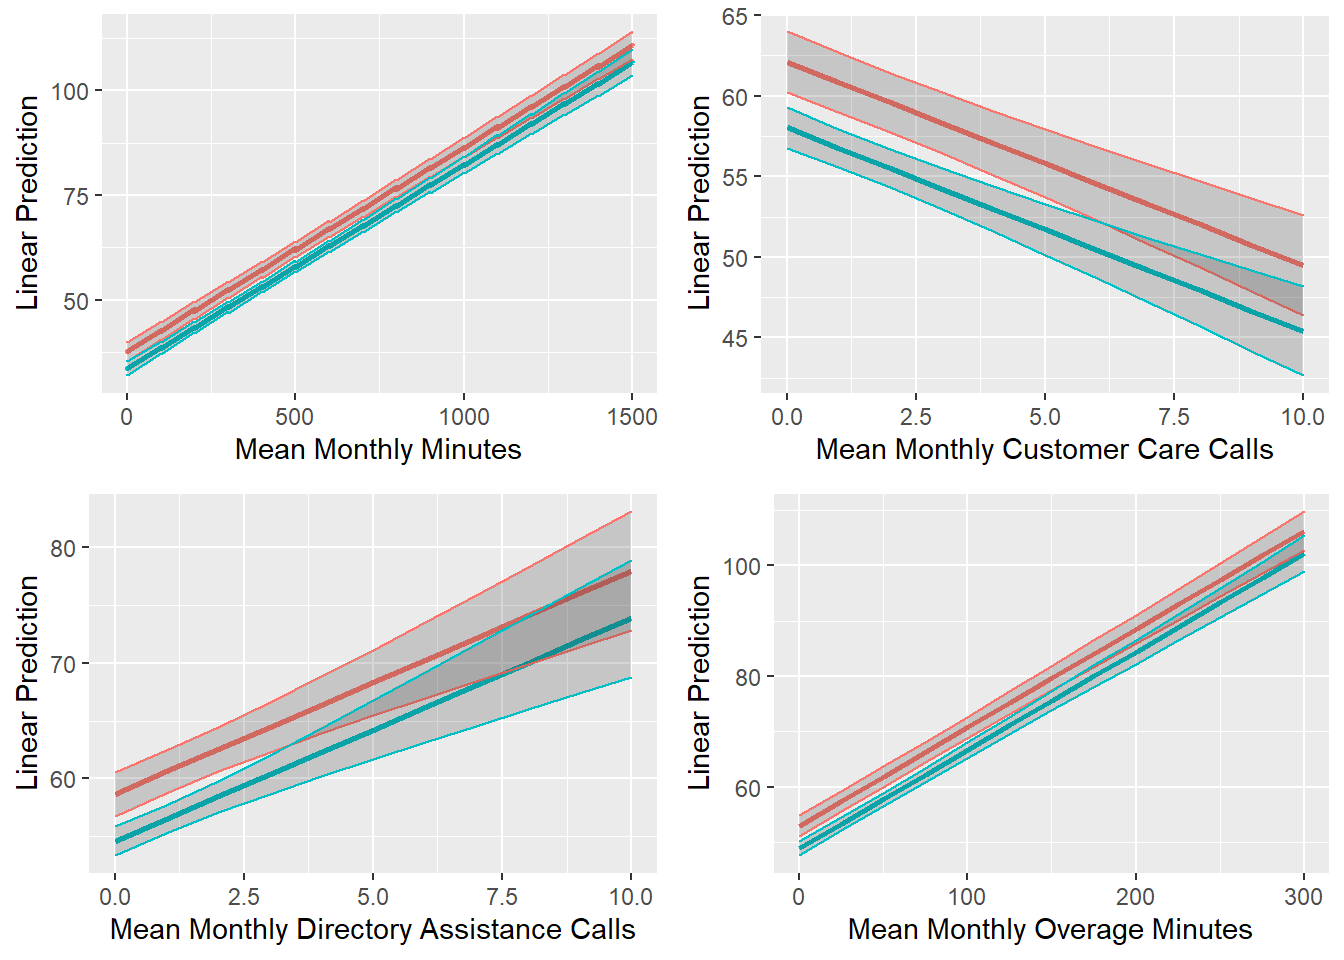 100
75
50
Linear Prediction
0 500 1000 1500
Mean Monthly Minutes
65
60
55
50
45
Linear Prediction
0.0 2.5 5.0 7.5 10.0
Mean Monthly Customer Care Calls
80
70
60
Linear Prediction
0.0 2.5 5.0 7.5 10.0
Mean Monthly Directory Assistance Calls
100
80
60
Linear Prediction
0 100 200 300
Mean Monthly Overage Minutes